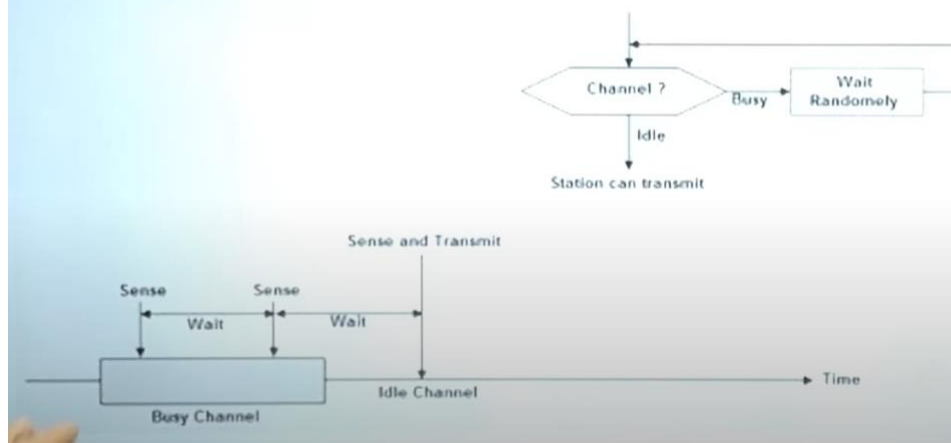 Channel ?
Busy
Wait
Randomely
Idle
Station can transmit
Sense and Transmit
Sense
Sense
Wait
Wait
Time
Idle Channel
Busy Channel